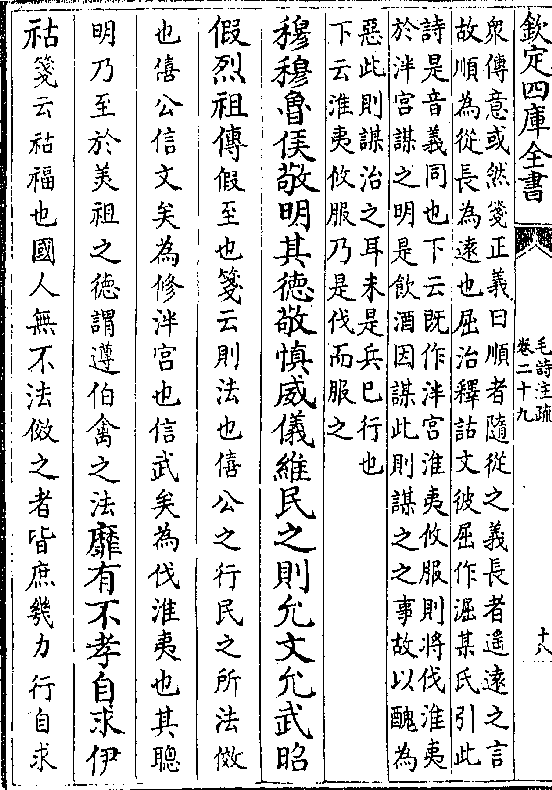 欽定四庫全書
毛詩注疏
卷二十九
十八
衆傳意或然箋正義曰順者隨從之義長者遥遠之言
故順為從長為遠也屈治釋詁文彼屈作淈某氏引此
詩是音義同也下云既作泮宮淮夷攸服則將伐淮夷
於泮宮謀之明是飲酒因謀此則謀之之事故以醜為
惡此則謀治之耳未是兵已行也
下云淮夷攸服乃是伐而服之
穆穆魯侯敬明其德敬慎威儀維民之則允文允武昭
假烈祖傳假至也箋云則法也僖公之行民之所法傚
也僖公信文矣為修泮宮也信武矣為伐淮夷也其聰
明乃至於美祖之德謂遵伯禽之法靡有不孝自求伊
祜箋云祜福也國人無不法傚之者皆庶幾力行自求